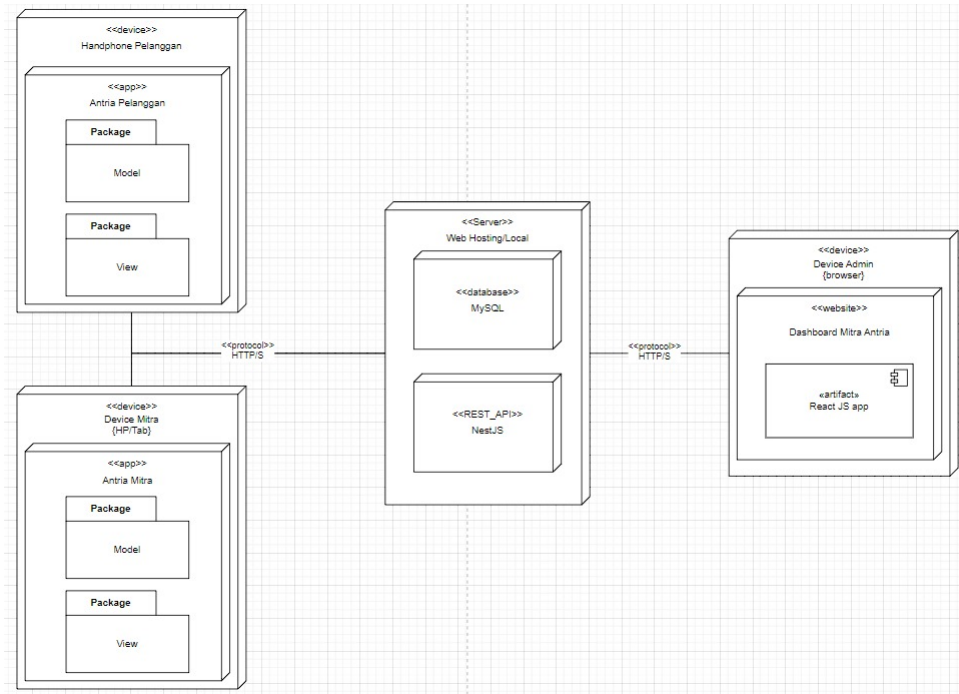 <<device>>
Handphone Pelanggan
<<app>>
Antria Pelanggan
Package
Model
Package
View
<<protocol>>
HTTP/S
<<device>>
Device Mitra
{HP/Tab}
<<app>>
Antria Mitra
Package
Model
Package
View
<<Server>>
Web Hosting/Local
<<database>>
MySQL
<<REST_API>>
NestJS
<<protocol>>
HTTP/S
<<device>>
Device Admin
{browser}
<<website>>
Dashboard Mitra Antria
«artifact»
React JS app